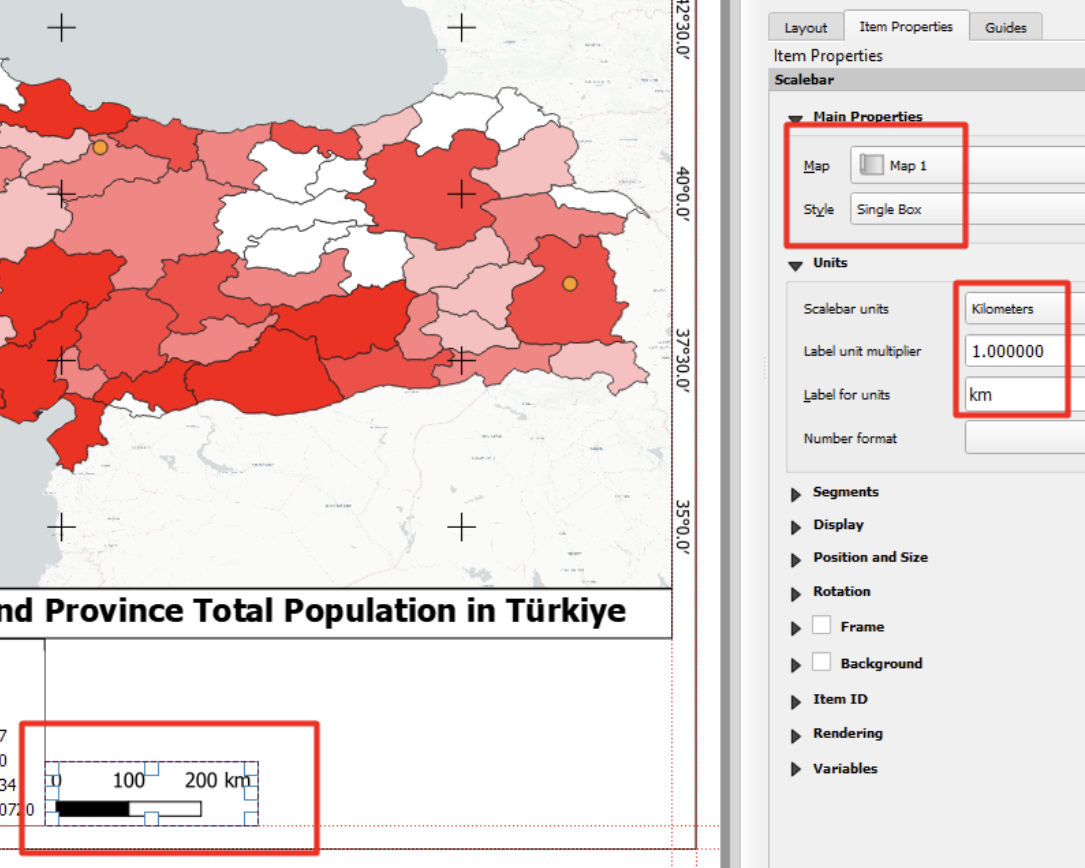 42°30.0'
40°0.0'
37°30.0'
35°0.0'
nd Province Total Population in Türkiye
7
0
34
0720
0 100 200 km
Layout Item Properties Guides
Item Properties
Scalebar
Main Properties
Map Map 1
Style Single Box
Units
Scalebar units Kilometers
Label unit multiplier 1.000000
Label for units km
Number format
Segments
Display
Position and Size
Rotation
Frame
Background
Item ID
Rendering
Variables